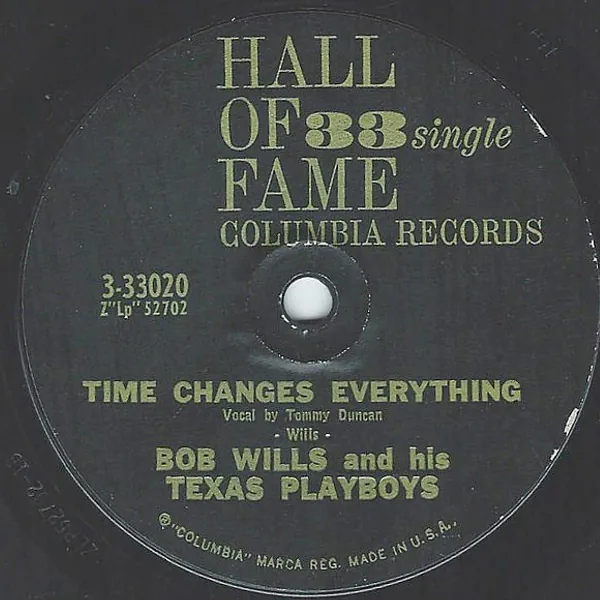 HALL
OF 33 single
FAME
COLUMBIA RECORDS
3-33020
Z"Lp" 52702
TIME CHANGES EVERYTHING
Vocal by Tommy Duncan
- Wills -
BOB WILLS and his
TEXAS PLAYBOYS
®"COLUMBIA" MARCA REG. MADE IN U.S.A.